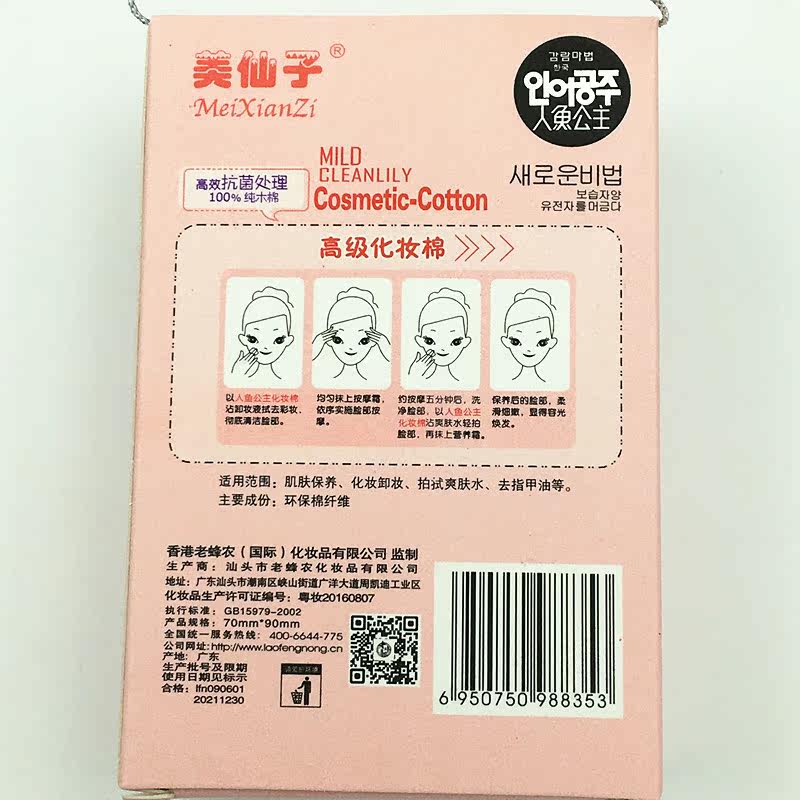 美仙子®
MeiXianZi
감람마법
한국
인어공주
人魚公主
MILD
CLEANLILY
Cosmetic-Cotton
高效抗菌处理
100% 纯木棉
새로운비법
보습자양
유전자를머금다
高级化妆棉
以人鱼公主化妆棉
沾卸妆液拭去彩妆,
彻底清洁脸部。
均匀抹上按摩霜,
依序实施脸部按
摩。
约按摩五分钟后, 洗
净脸部, 以人鱼公主
化妆棉沾爽肤水轻拍
脸部, 再抹上营养霜。
保养后的脸部, 柔
滑细嫩, 显得容光
焕发。
适用范围: 肌肤保养、化妆卸妆、拍拭爽肤水、去指甲油等。
主要成份: 环保棉纤维
香港老蜂农(国际)化妆品有限公司 监制
生产商: 汕头市老蜂农化妆品有限公司
地址: 广东汕头市潮南区峡山街道广洋大道周凯迪工业区
化妆品生产许可证编号: 粤妆20160807
执行标准: GB15979-2002
产品规格: 70mm*90mm
全国统一服务热线: 400-6644-775
公司网址:http://www.laofengnong.cn
产地: 广东
生产批号及限期
使用日期见标示
合格: lfn090601
20211230
请爱护环境
6 950750 988353